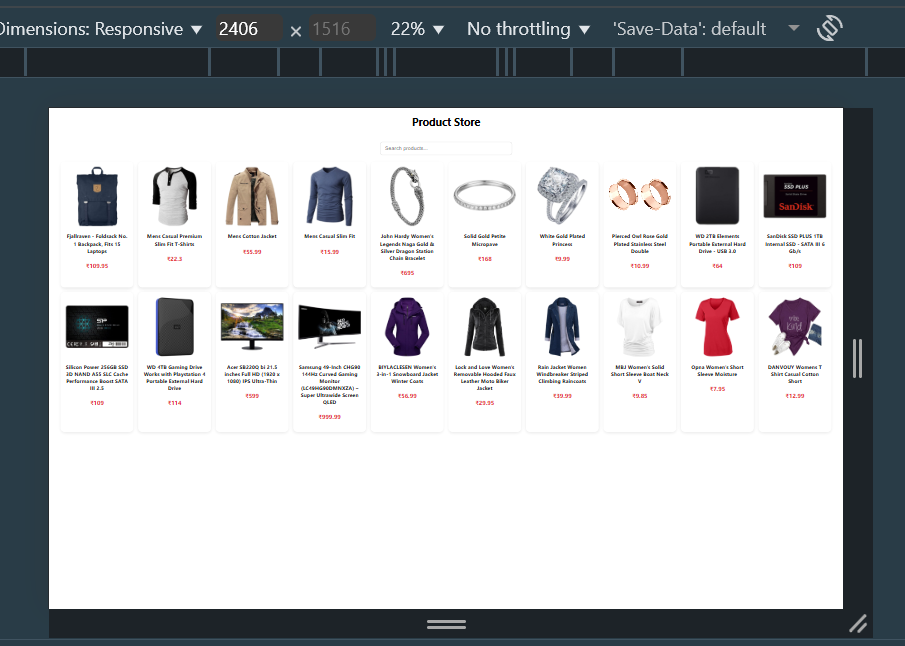 Dimensions: Responsive ▼ 2406 × 1516 22% ▼ No throttling ▼ 'Save-Data': default
Product Store
Search products...
Fjallraven - Foldsack No.
1 Backpack, Fits 15
Laptops
₹109.95
Mens Casual Premium
Slim Fit T-Shirts
₹22.3
Mens Cotton Jacket
₹55.99
Mens Casual Slim Fit
₹15.99
John Hardy Women's
Legends Naga Gold &
Silver Dragon Station
Chain Bracelet
₹695
Solid Gold Petite
Micropave
₹168
White Gold Plated
Princess
₹9.99
Pierced Owl Rose Gold
Plated Stainless Steel
Double
₹10.99
WD 2TB Elements
Portable External Hard
Drive - USB 3.0
₹64
SSD PLUS
SanDisk
SanDisk SSD PLUS 1TB
Internal SSD - SATA III 6
Gb/s
₹109
Silicon Power 256GB SSD
3D NAND A55 SLC Cache
Performance Boost SATA
III 2.5
₹109
WD 4TB Gaming Drive
Works with Playstation 4
Portable External Hard
Drive
₹114
Acer SB220Q bi 21.5
inches Full HD (1920 x
1080) IPS Ultra-Thin
₹599
Samsung 49-Inch CHG90
144Hz Curved Gaming
Monitor
(LC49HG90DMNXZA) –
Super Ultrawide Screen
QLED
₹999.99
BIYLACLESEN Women's
3-in-1 Snowboard Jacket
Winter Coats
₹56.99
Lock and Love Women's
Removable Hooded Faux
Leather Moto Biker
Jacket
₹29.95
Rain Jacket Women
Windbreaker Striped
Climbing Raincoats
₹39.99
MBJ Women's Solid
Short Sleeve Boat Neck
V
₹9.85
Opna Women's Short
Sleeve Moisture
₹7.95
DANVOUY Womens T
Shirt Casual Cotton
Short
₹12.99